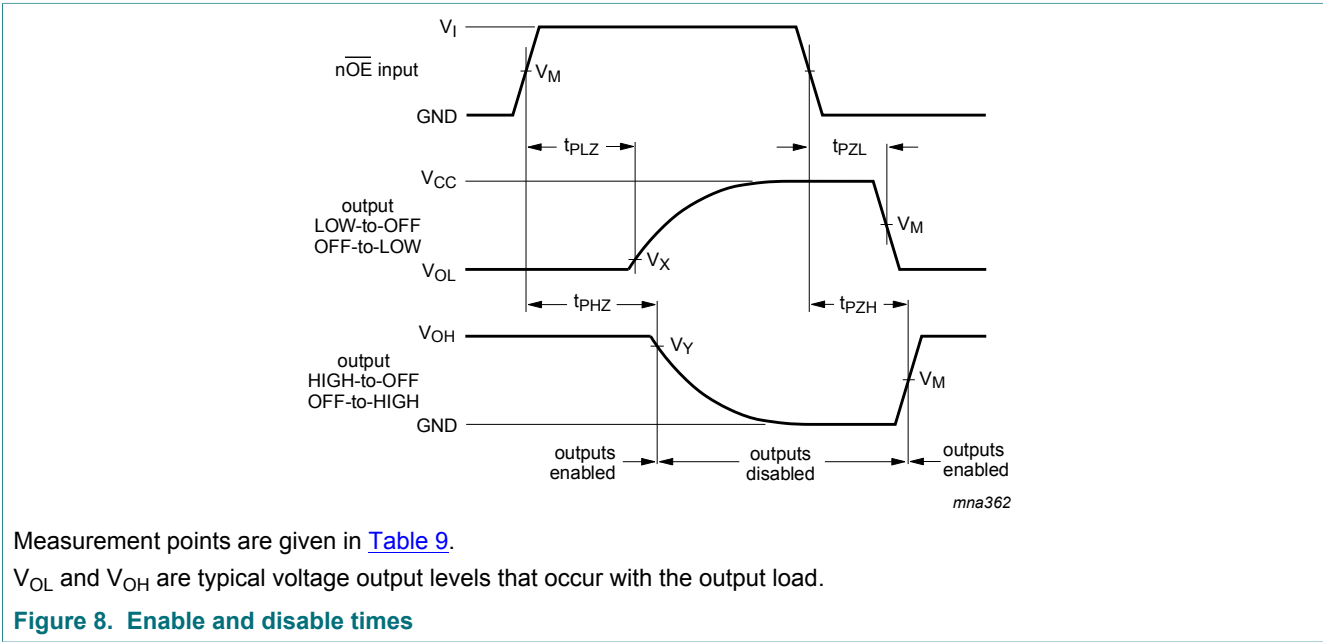 V_I
nOE input
V_M
GND
t_PLZ
t_PZL
V_CC
output
LOW-to-OFF
OFF-to-LOW
V_M
V_X
V_OL
t_PHZ
t_PZH
V_OH
V_Y
output
HIGH-to-OFF
OFF-to-HIGH
V_M
GND
outputs
enabled
outputs
disabled
outputs
enabled
mna362
Measurement points are given in Table 9.
V_OL and V_OH are typical voltage output levels that occur with the output load.
Figure 8. Enable and disable times